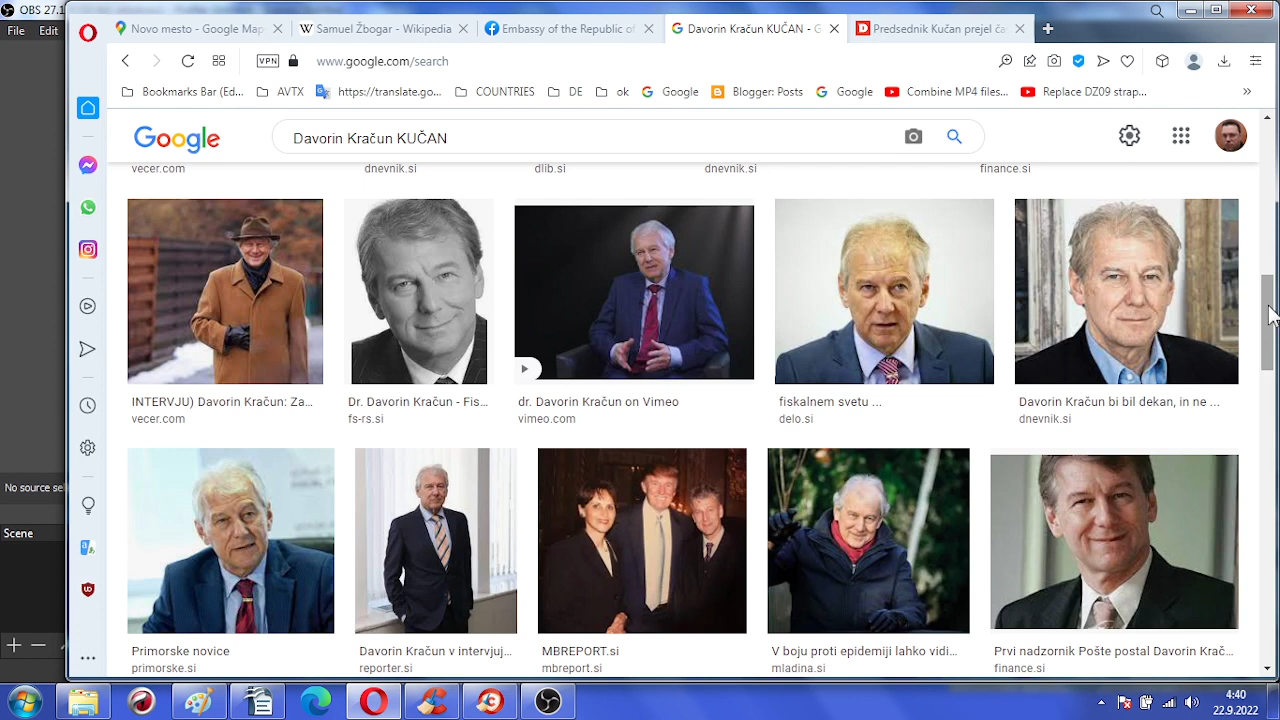 OBS 27.1
File Edit
Novo mesto - Google Map
Samuel Žbogar - Wikipedia
Embassy of the Republic of
Davorin Kračun KUČAN - G
Predsednik Kučan prejel ča
VPN
www.google.com/search
Bookmarks Bar (Ed...
AVTX
https://translate.go...
COUNTRIES
DE
ok
Google
Blogger: Posts
Google
Combine MP4 files...
Replace DZ09 strap...
»
Google
Davorin Kračun KUČAN
vecer.com
dnevnik.si
dlib.si
dnevnik.si
finance.si
INTERVJU) Davorin Kračun: Za...
vecer.com
Dr. Davorin Kračun - Fis...
fs-rs.si
dr. Davorin Kračun on Vimeo
vimeo.com
fiskalnem svetu ...
delo.si
Davorin Kračun bi bil dekan, in ne ...
dnevnik.si
No source se
Scene
Primorske novice
primorske.si
Davorin Kračun v intervjuj...
reporter.si
MBREPORT.si
mbreport.si
V boju proti epidemiji lahko vidi...
mladina.si
Prvi nadzornik Pošte postal Davorin Krač...
finance.si
4:40
22.9.2022